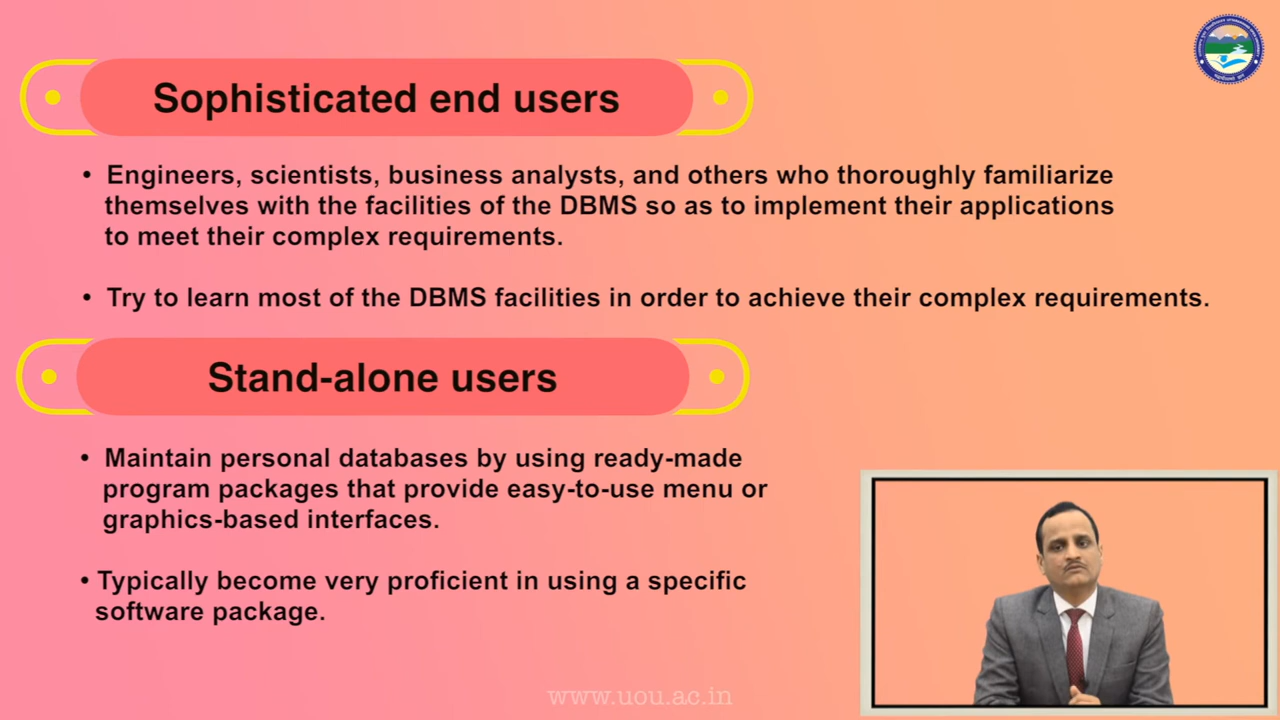 Sophisticated end users
• Engineers, scientists, business analysts, and others who thoroughly familiarize
themselves with the facilities of the DBMS so as to implement their applications
to meet their complex requirements.
• Try to learn most of the DBMS facilities in order to achieve their complex requirements.
Stand-alone users
• Maintain personal databases by using ready-made
program packages that provide easy-to-use menu or
graphics-based interfaces.
• Typically become very proficient in using a specific
software package.
www.uou.ac.in